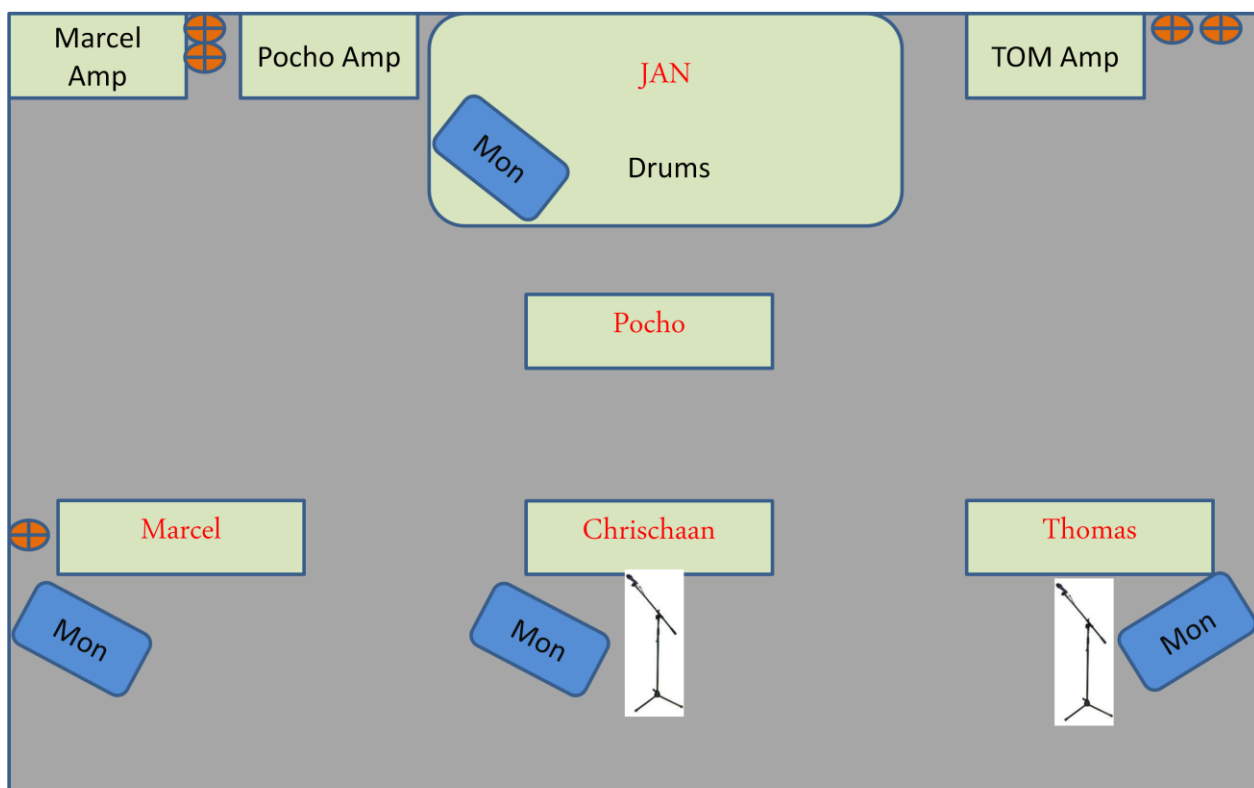 Marcel
Amp
Pocho Amp
JAN
TOM Amp
Mon
Drums
Pocho
Marcel
Chrischaan
Thomas
Mon
Mon
Mon